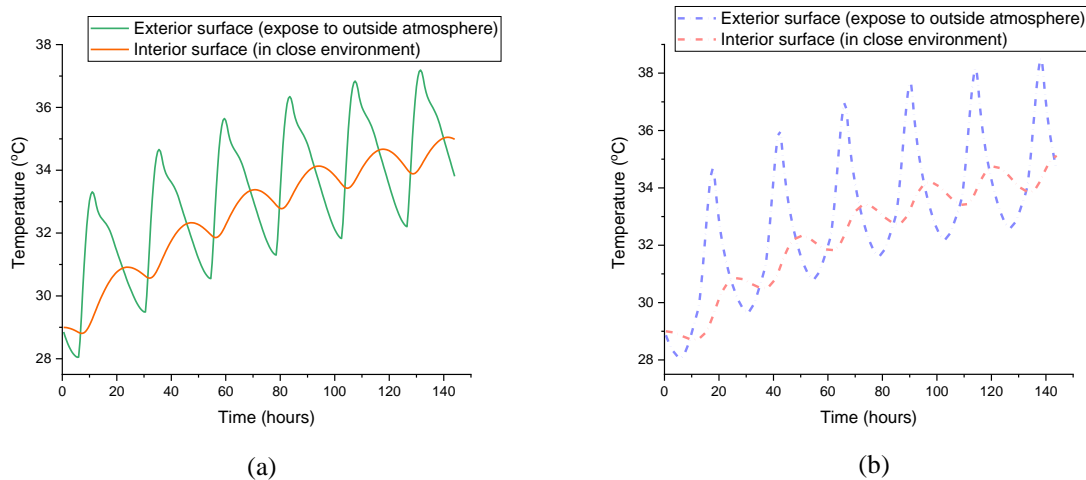 Exterior surface (expose to outside atmosphere)
Interior surface (in close environment)
38
36
34
32
30
28
Temperature (°C)
0 20 40 60 80 100 120 140 160
Time (hours)
(a)
Exterior surface (expose to outside atmosphere)
Interior surface (in close environment)
38
36
34
32
30
28
Temperature (°C)
0 20 40 60 80 100 120 140 160
Time (hours)
(b)